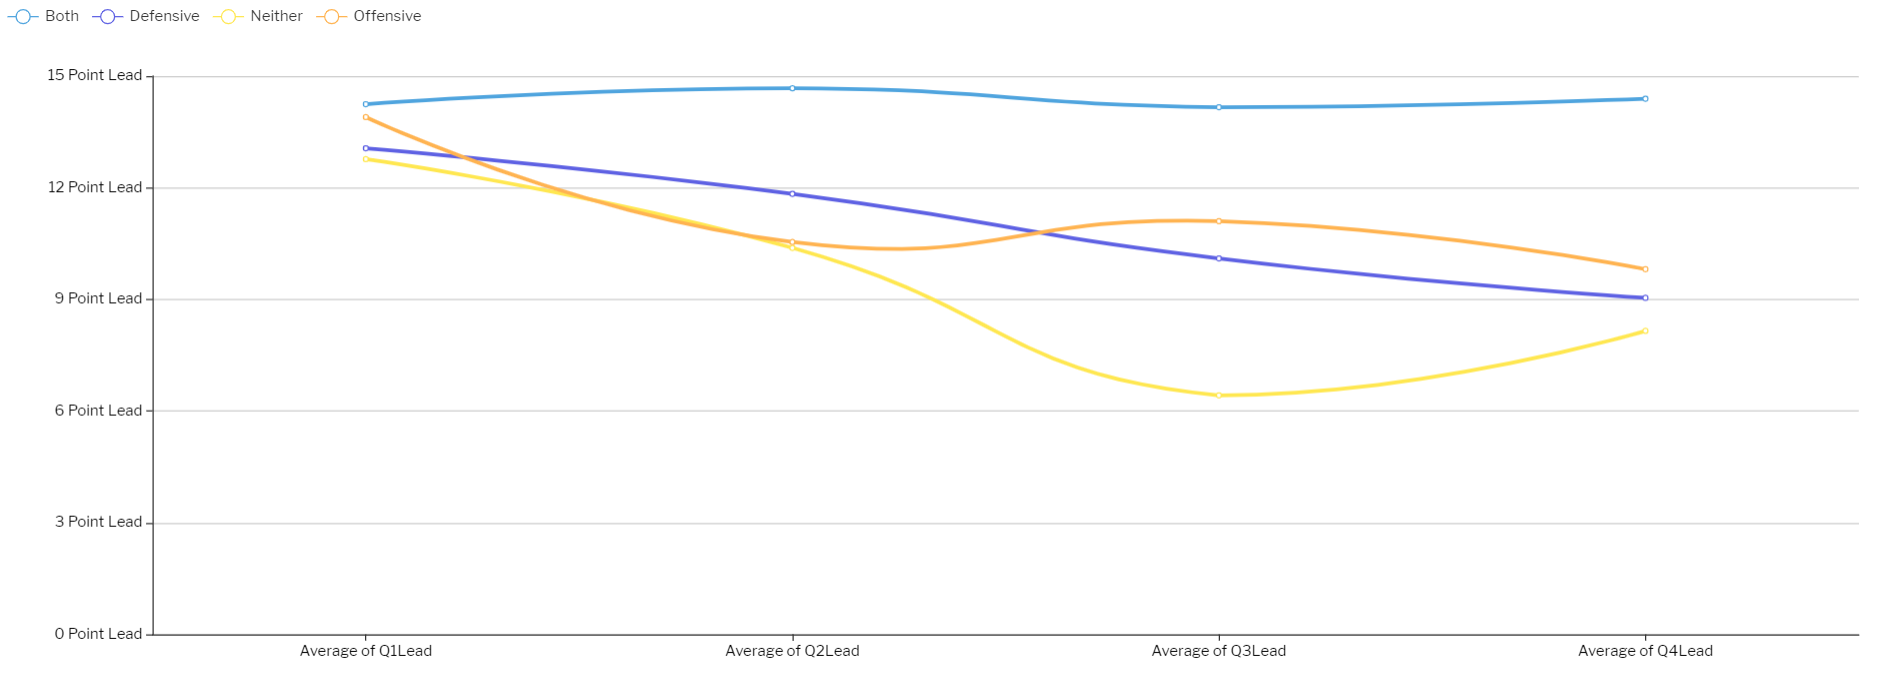 Both Defensive Neither Offensive
15 Point Lead
12 Point Lead
9 Point Lead
6 Point Lead
3 Point Lead
0 Point Lead
Average of Q1Lead Average of Q2Lead Average of Q3Lead Average of Q4Lead